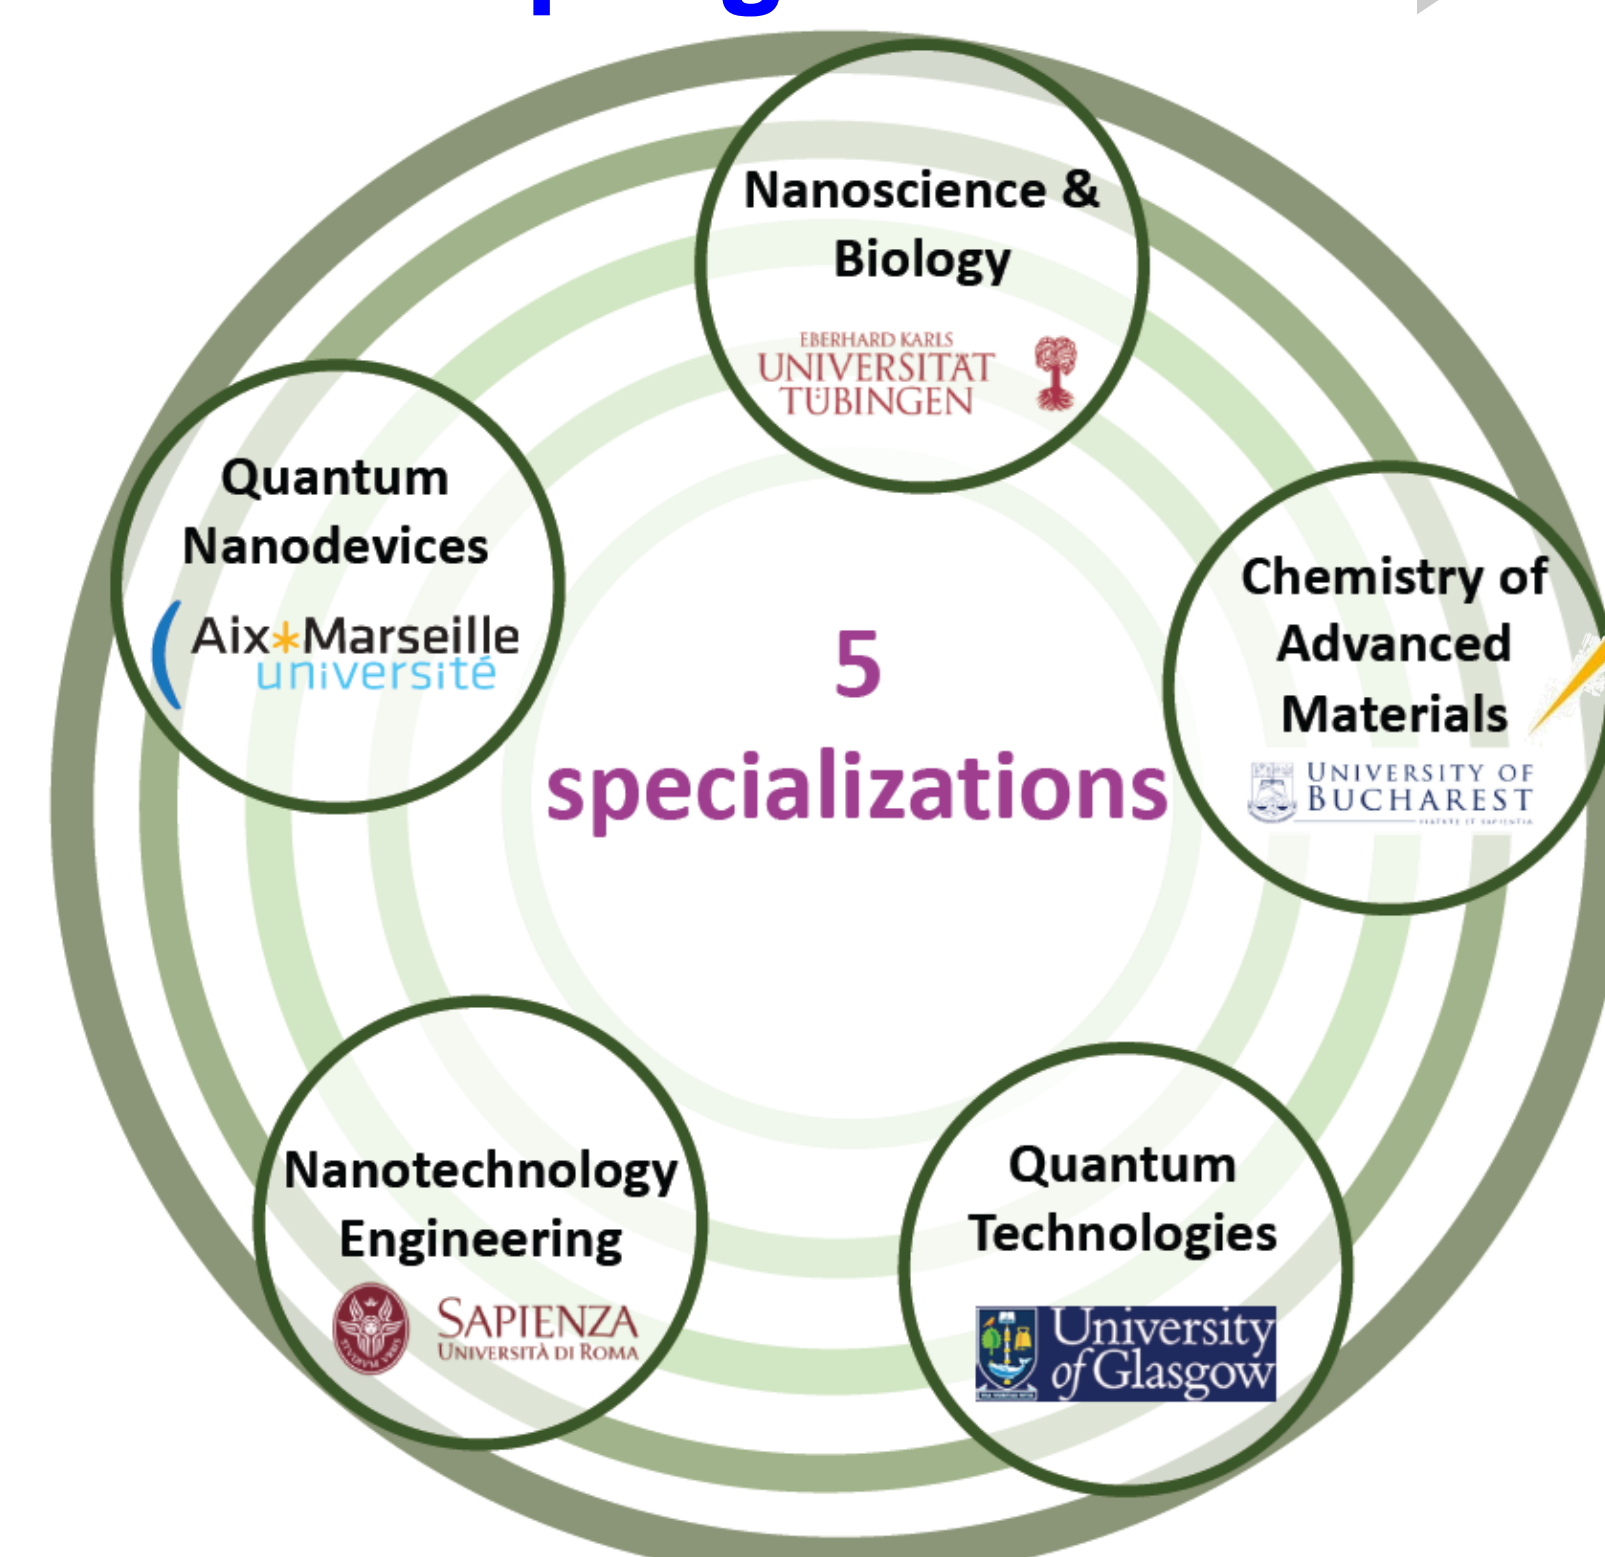 Nanoscience &
Biology
EBERHARD KARLS
UNIVERSITÄT
TÜBINGEN
Quantum
Nanodevices
Aix*Marseille
université
Chemistry of
Advanced
Materials
UNIVERSITY OF
BUCHAREST
5
specializations
Nanotechnology
Engineering
SAPIENZA
UNIVERSITÀ DI ROMA
Quantum
Technologies
University
of Glasgow